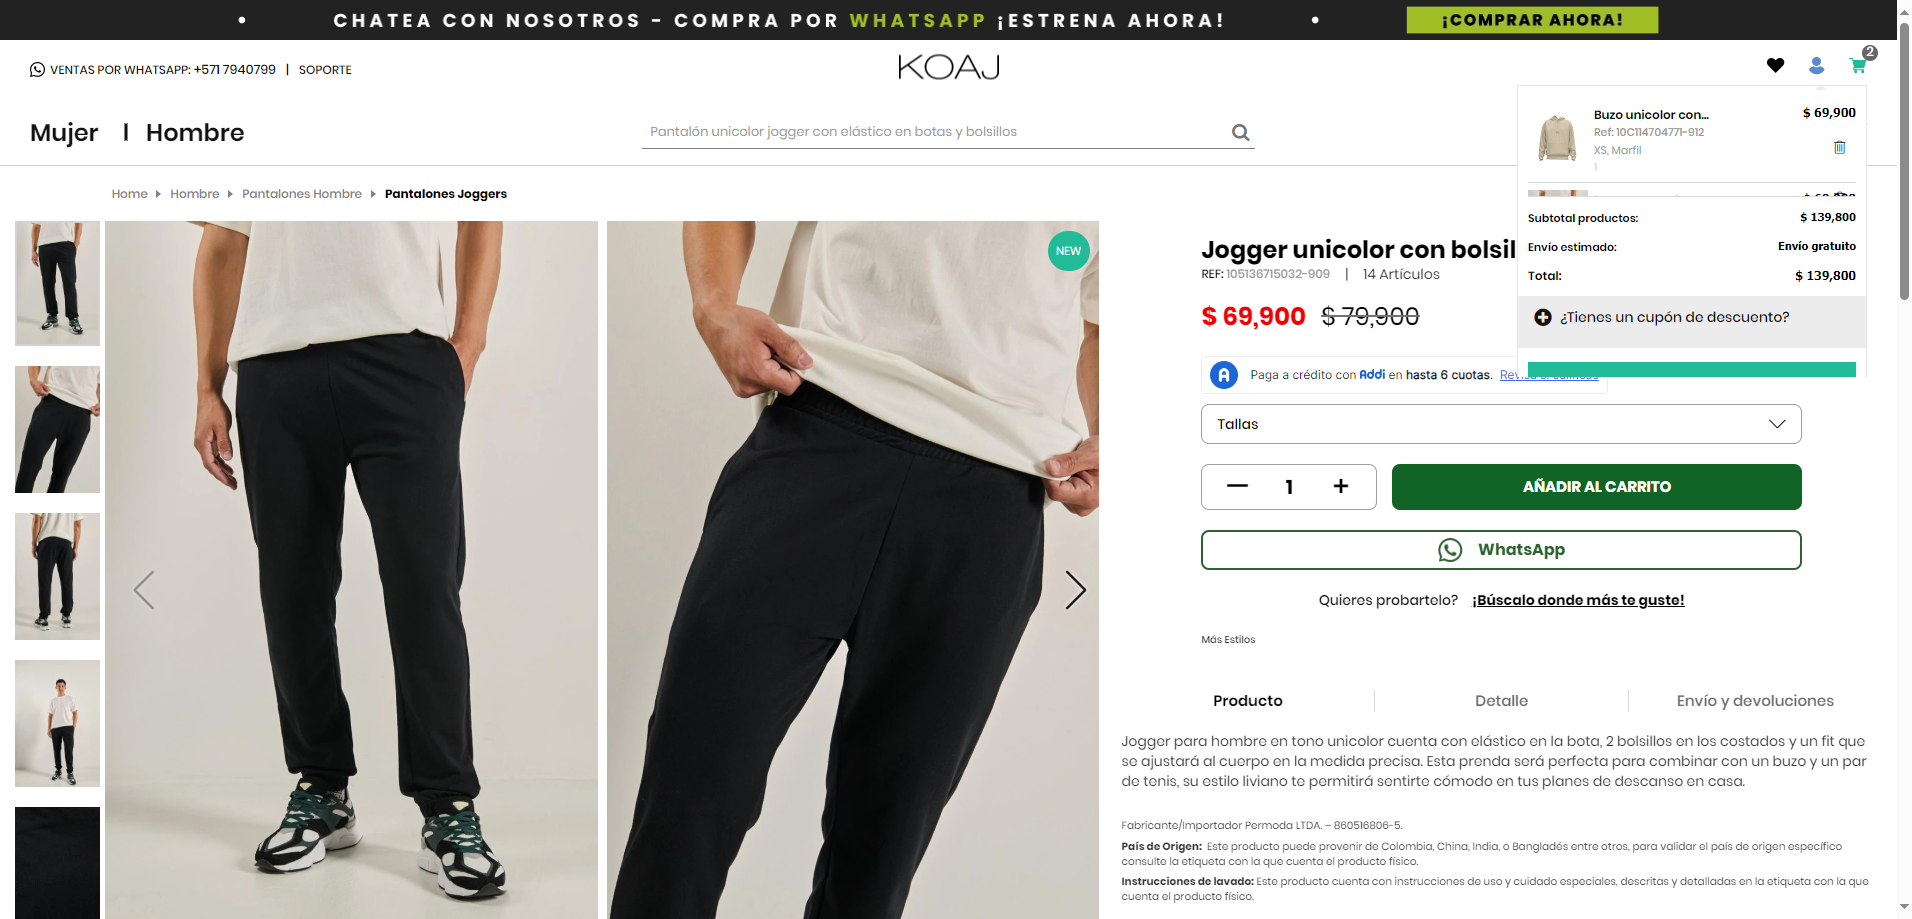 CHATEA CON NOSOTROS - COMPRA POR WHATSAPP ¡ESTRENA AHORA!
¡COMPRAR AHORA!
VENTAS POR WHATSAPP: +571 7940799 | SOPORTE
KOAJ
2
Mujer | Hombre
Pantalón unicolor jogger con elástico en botas y bolsillos
Buzo unicolor con...
$ 69,900
Ref: 10C114704771-912
XS, Marfil
1
Subtotal productos: $ 139,800
Envío estimado: Envío gratuito
Total: $ 139,800
¿Tienes un cupón de descuento?
Home Hombre Pantalones Hombre Pantalones Joggers
NEW
Jogger unicolor con bolsil
REF: 105136715032-909 | 14 Artículos
$ 69,900 $ 79,900
Paga a crédito con Addi en hasta 6 cuotas.
Tallas
1
AÑADIR AL CARRITO
WhatsApp
Quieres probartelo? ¡Búscalo donde más te guste!
Más Estilos
Producto
Detalle
Envío y devoluciones
Jogger para hombre en tono unicolor cuenta con elástico en la bota, 2 bolsillos en los costados y un fit que
se ajustará al cuerpo en la medida precisa. Esta prenda será perfecta para combinar con un buzo y un par
de tenis, su estilo liviano te permitirá sentirte cómodo en tus planes de descanso en casa.
Fabricante/Importador Permoda LTDA. – 860516806-5.
País de Origen: Este producto puede provenir de Colombia, China, India, o Bangladés entre otros, para validar el país de origen específico
consulte la etiqueta con la que cuenta el producto físico.
Instrucciones de lavado: Este producto cuenta con instrucciones de uso y cuidado especiales, descritas y detalladas en la etiqueta con la que
cuenta el producto físico.